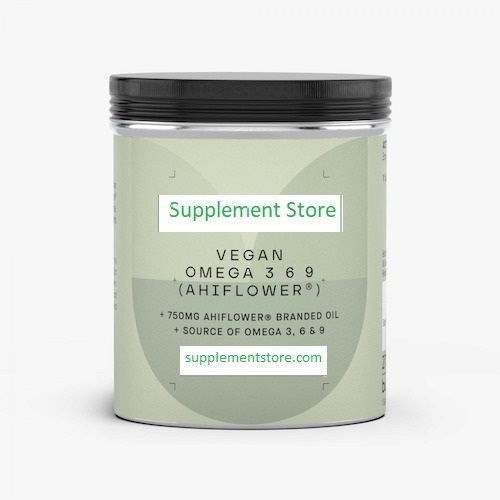 Supplement Store
VEGAN
OMEGA 3 6 9
(AHIFLOWER®)
+ 750MG AHIFLOWER® BRANDED OIL
+ SOURCE OF OMEGA 3, 6 & 9
supplementstore.com